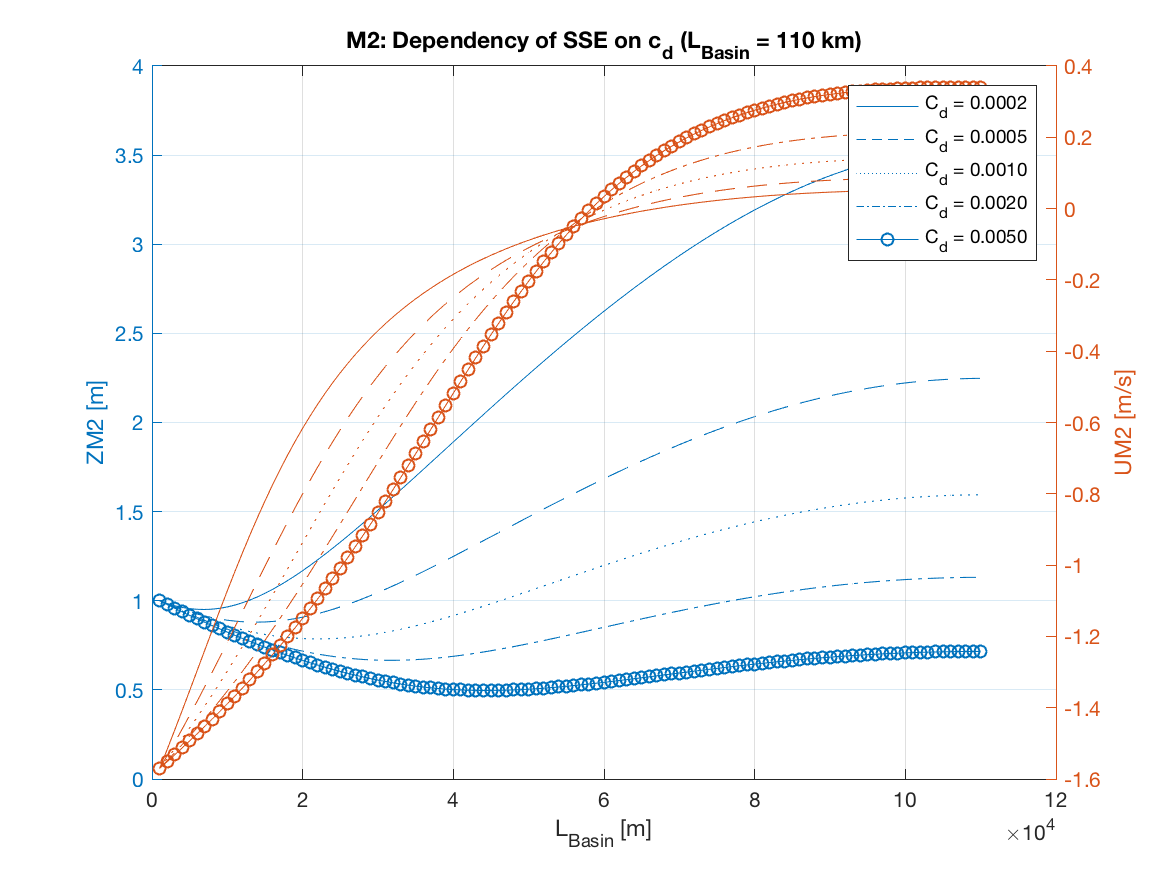 M2: Dependency of SSE on c_d (L_Basin = 110 km)
4
3.5
3
2.5
2
1.5
1
0.5
0
ZM2 [m]
0.4
0.2
0
-0.2
-0.4
-0.6
-0.8
-1
-1.2
-1.4
-1.6
UM2 [m/s]
C_d = 0.0002
C_d = 0.0005
C_d = 0.0010
C_d = 0.0020
C_d = 0.0050
0 2 4 6 8 10 12
×10^4
L_Basin [m]